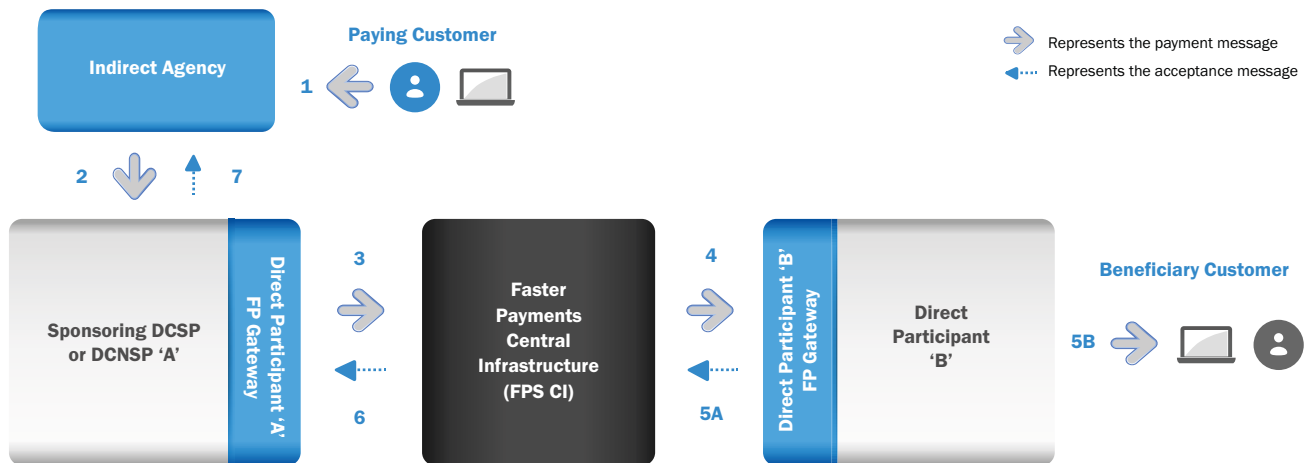 Paying Customer
Indirect Agency
1
Represents the payment message
Represents the acceptance message
2
7
Sponsoring DCSP
or DCNSP ‘A’
Direct Participant ‘A’
FP Gateway
3
6
Faster
Payments
Central
Infrastructure
(FPS CI)
4
5A
Direct Participant ‘B’
FP Gateway
Direct
Participant
‘B’
Beneficiary Customer
5B